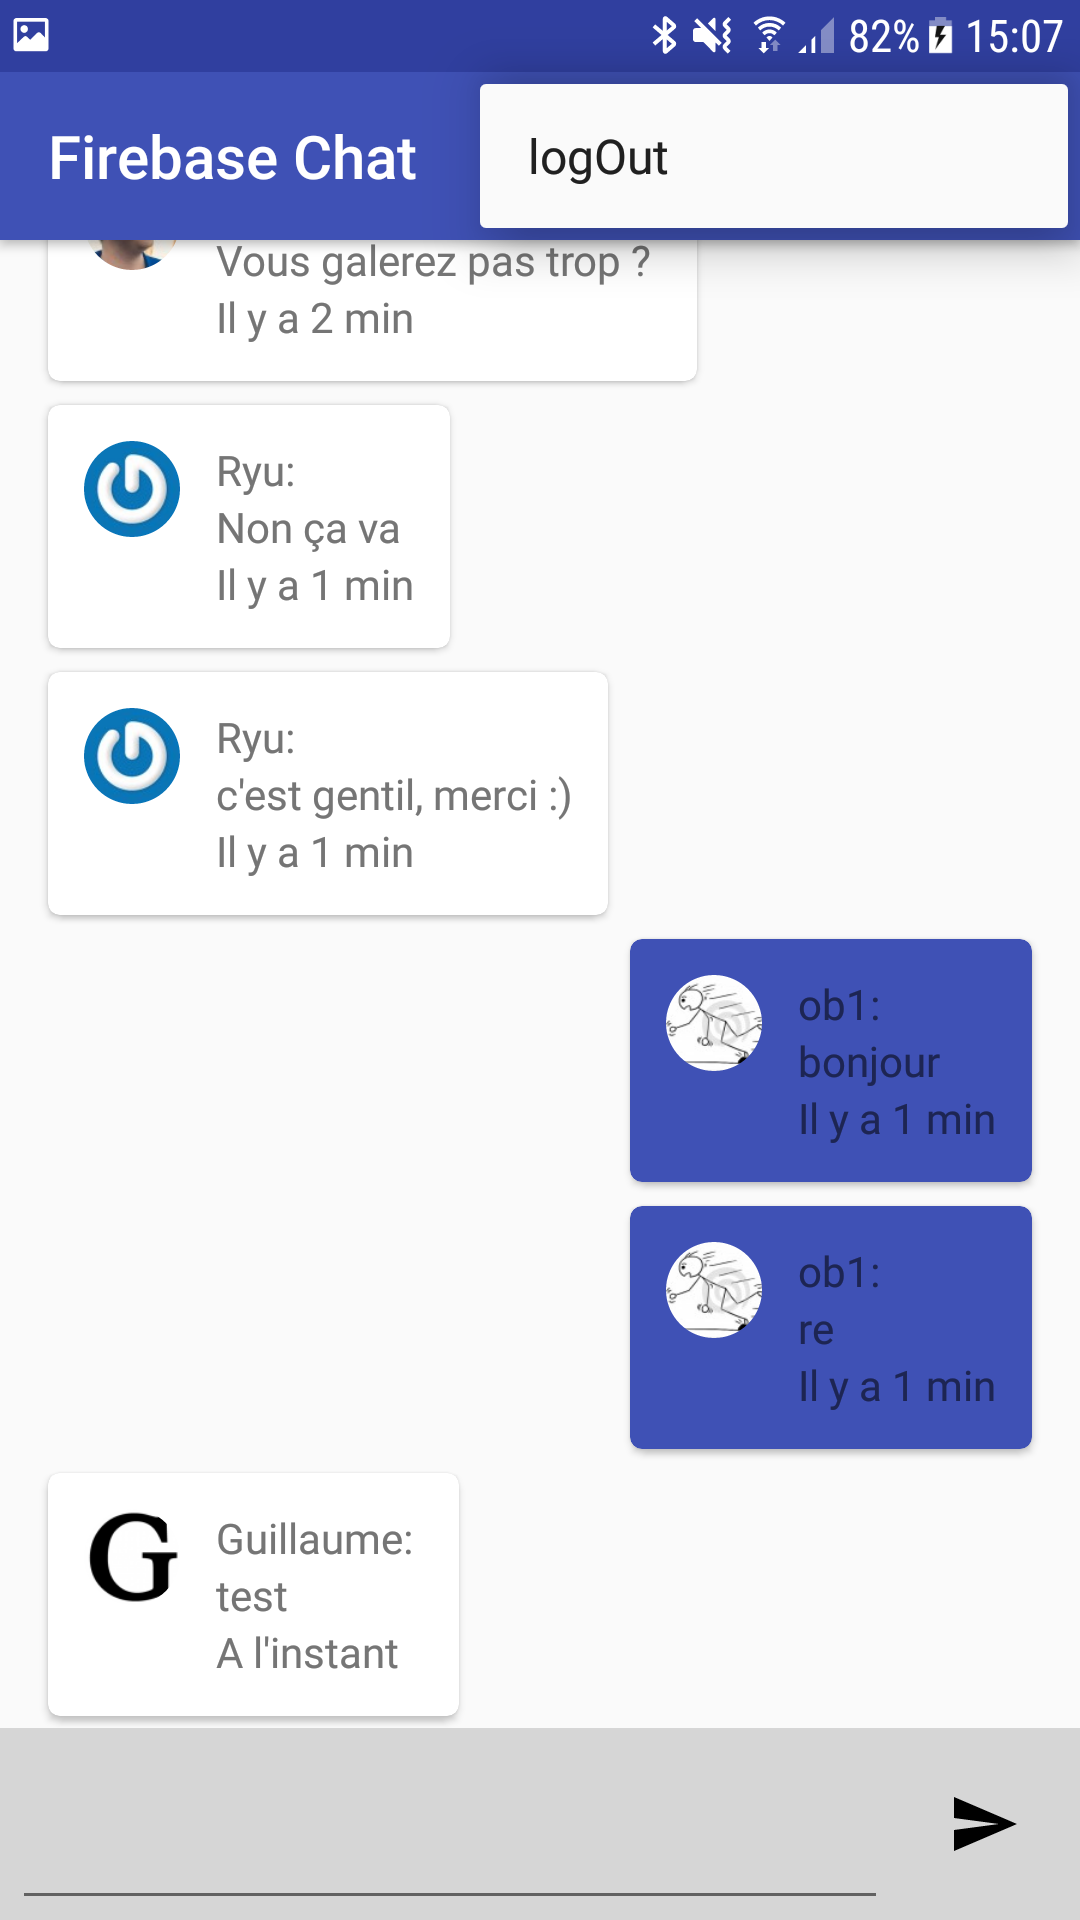 82% 15:07
Firebase Chat
logOut
Vous galerez pas trop ?
Il y a 2 min
Ryu:
Non ça va
Il y a 1 min
Ryu:
c'est gentil, merci :)
Il y a 1 min
ob1:
bonjour
Il y a 1 min
ob1:
re
Il y a 1 min
G
Guillaume:
test
A l'instant